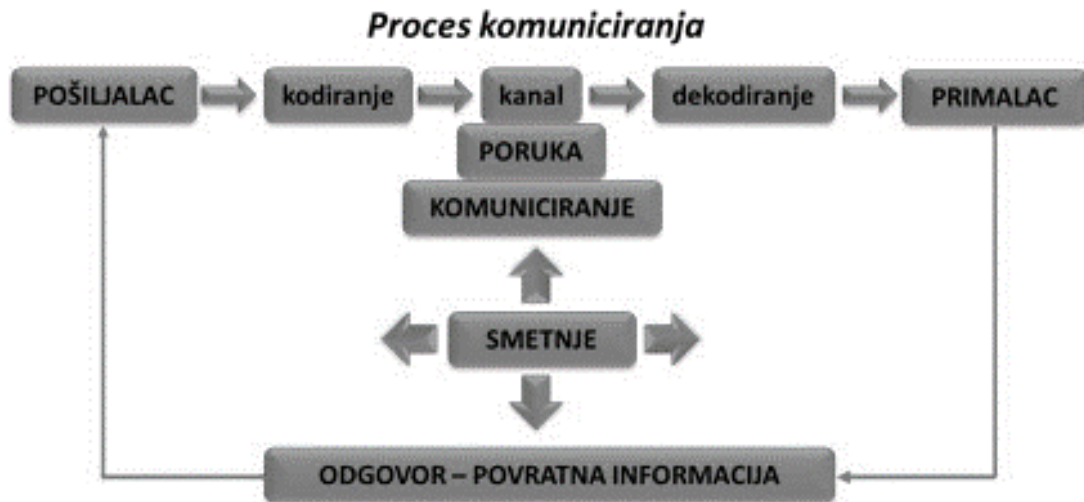 Proces komuniciranja
POŠILJALAC
kodiranje
kanal
dekodiranje
PRIMALAC
PORUKA
KOMUNICIRANJE
SMETNJE
ODGOVOR – POVRATNA INFORMACIJA